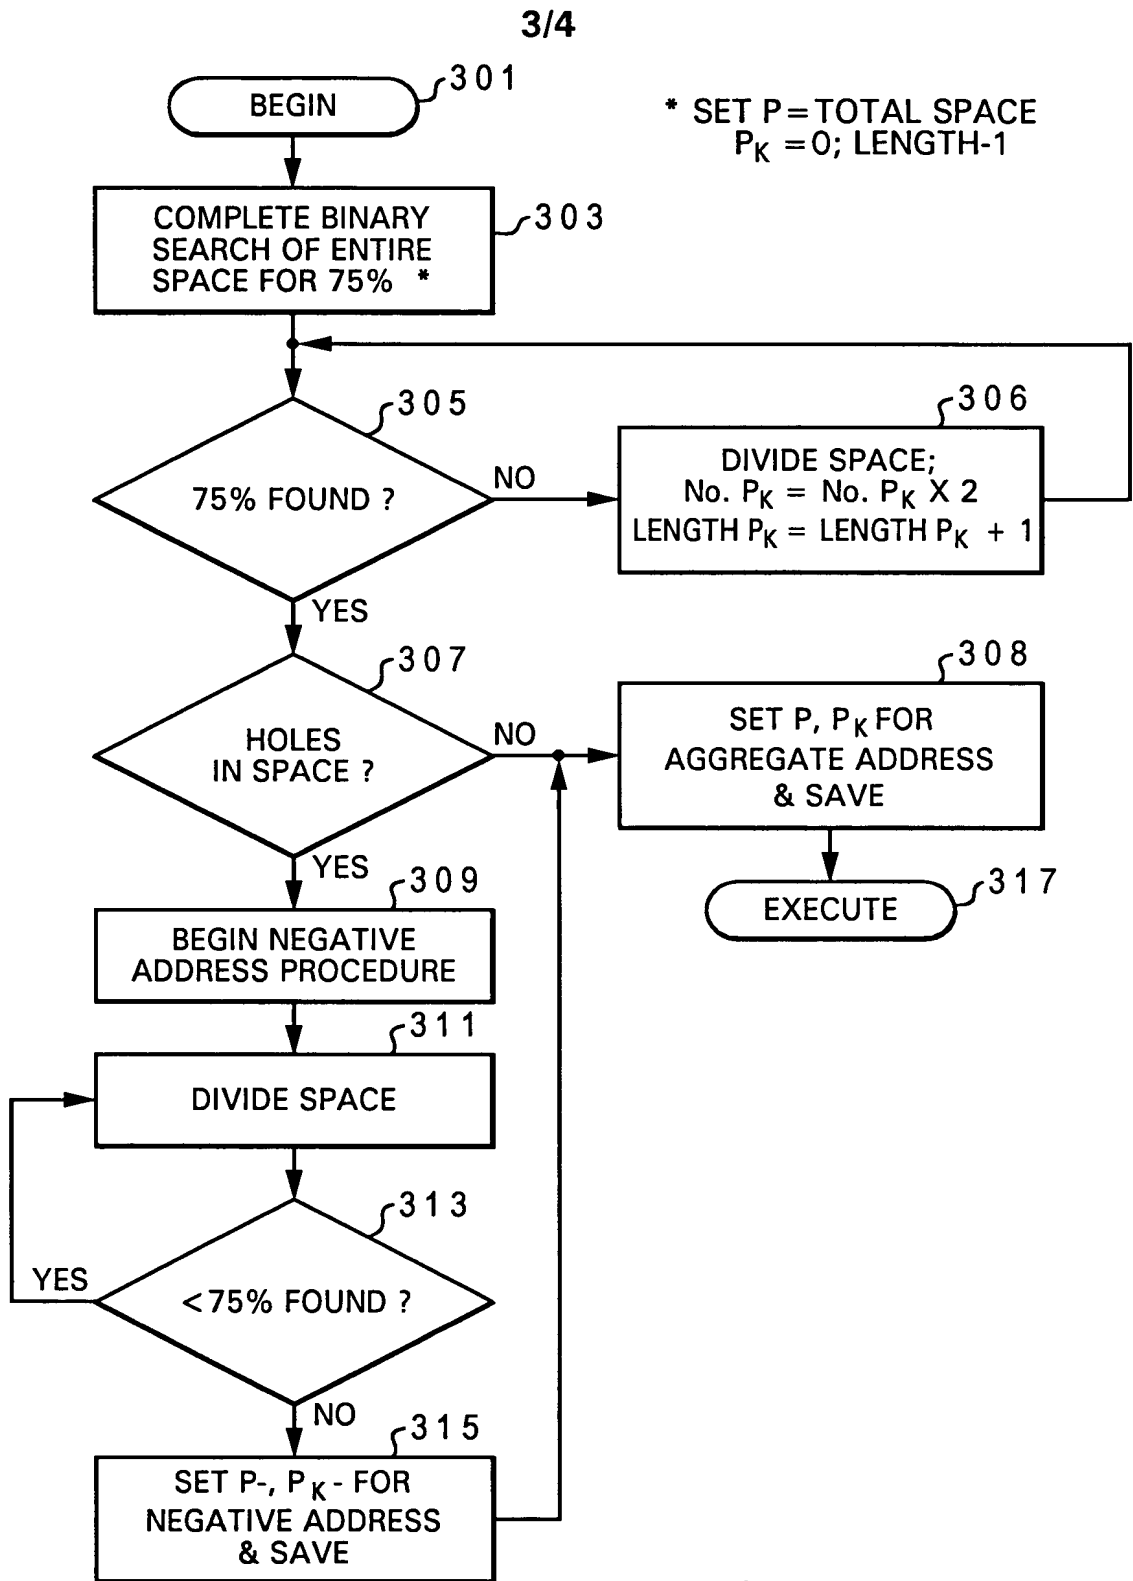 3/4
BEGIN
301
* SET P=TOTAL SPACE
PK =0; LENGTH-1
COMPLETE BINARY
SEARCH OF ENTIRE
SPACE FOR 75% *
303
305
75% FOUND ?
NO
306
DIVIDE SPACE;
No. PK = No. PK X 2
LENGTH PK = LENGTH PK + 1
YES
307
HOLES
IN SPACE ?
NO
308
SET P, PK FOR
AGGREGATE ADDRESS
& SAVE
YES
309
BEGIN NEGATIVE
ADDRESS PROCEDURE
317
EXECUTE
311
DIVIDE SPACE
313
<75% FOUND ?
YES
NO
315
SET P-, PK- FOR
NEGATIVE ADDRESS
& SAVE